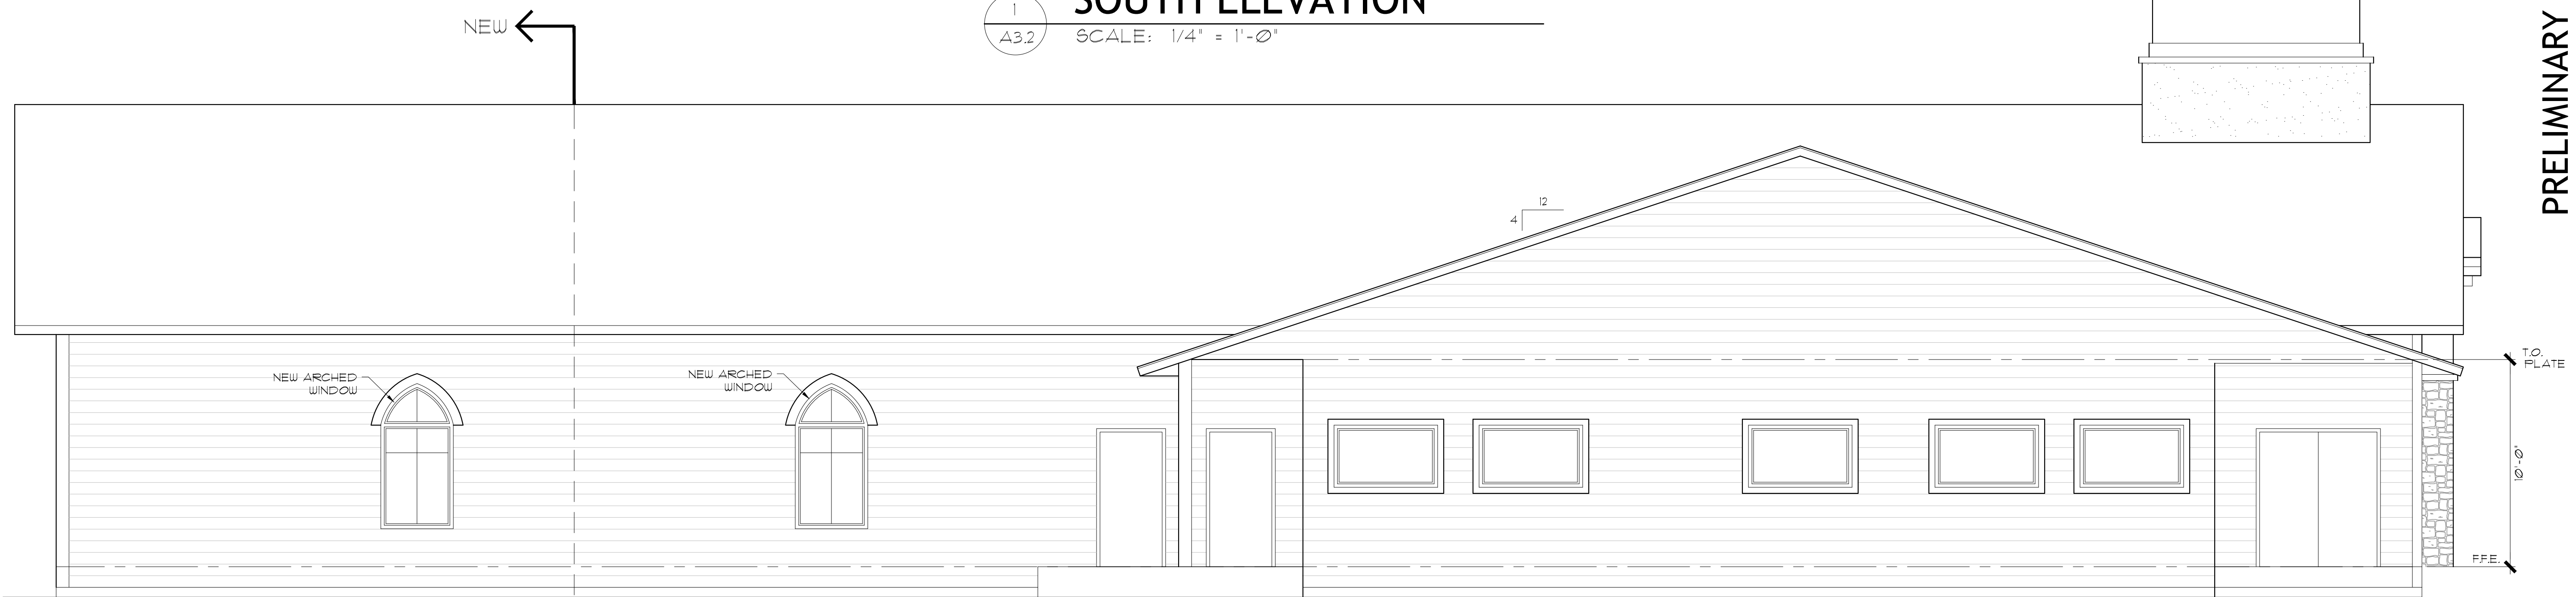 1
SOUTH ELEVATION
A3.2
SCALE: 1/4" = 1'-0"
NEW
PRELIMINARY
12
4
NEW ARCHED
WINDOW
NEW ARCHED
WINDOW
T.O.
PLATE
10'-0"
F.F.E.